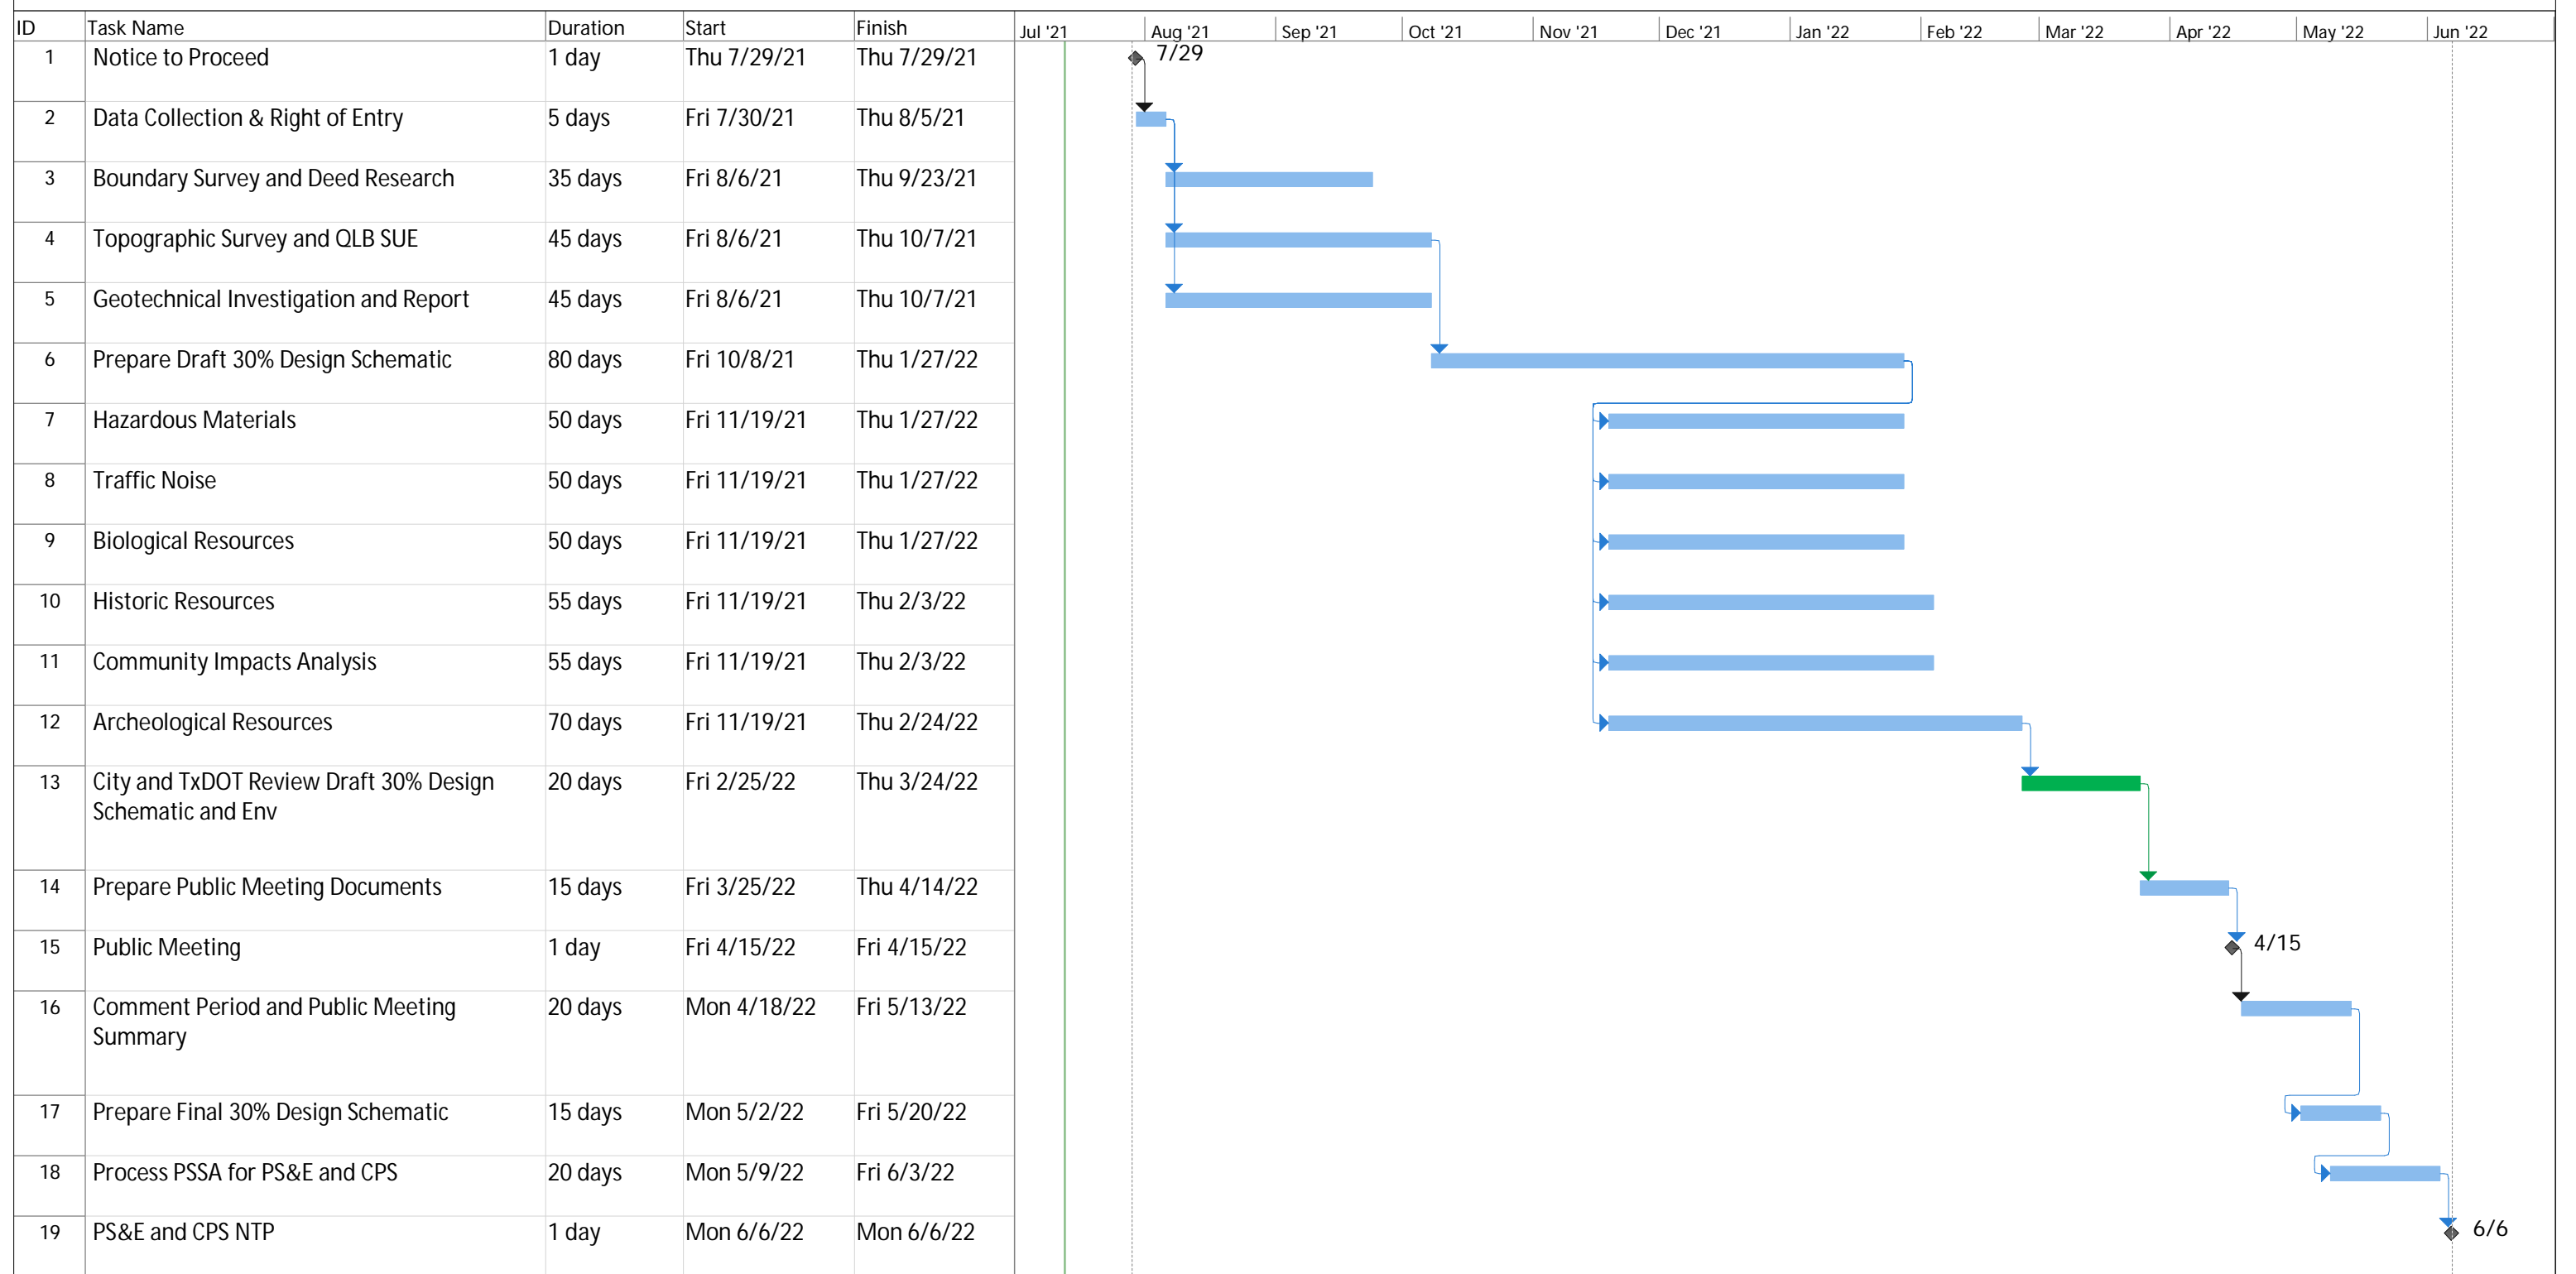 ID Task Name Duration Start Finish Jul '21 Aug '21 Sep '21 Oct '21 Nov '21 Dec '21 Jan '22 Feb '22 Mar '22 Apr '22 May '22 Jun '22
1 Notice to Proceed 1 day Thu 7/29/21 Thu 7/29/21 7/29
2 Data Collection & Right of Entry 5 days Fri 7/30/21 Thu 8/5/21
3 Boundary Survey and Deed Research 35 days Fri 8/6/21 Thu 9/23/21
4 Topographic Survey and QLB SUE 45 days Fri 8/6/21 Thu 10/7/21
5 Geotechnical Investigation and Report 45 days Fri 8/6/21 Thu 10/7/21
6 Prepare Draft 30% Design Schematic 80 days Fri 10/8/21 Thu 1/27/22
7 Hazardous Materials 50 days Fri 11/19/21 Thu 1/27/22
8 Traffic Noise 50 days Fri 11/19/21 Thu 1/27/22
9 Biological Resources 50 days Fri 11/19/21 Thu 1/27/22
10 Historic Resources 55 days Fri 11/19/21 Thu 2/3/22
11 Community Impacts Analysis 55 days Fri 11/19/21 Thu 2/3/22
12 Archeological Resources 70 days Fri 11/19/21 Thu 2/24/22
13 City and TxDOT Review Draft 30% Design 20 days Fri 2/25/22 Thu 3/24/22
Schematic and Env
14 Prepare Public Meeting Documents 15 days Fri 3/25/22 Thu 4/14/22
15 Public Meeting 1 day Fri 4/15/22 Fri 4/15/22 4/15
16 Comment Period and Public Meeting 20 days Mon 4/18/22 Fri 5/13/22
Summary
17 Prepare Final 30% Design Schematic 15 days Mon 5/2/22 Fri 5/20/22
18 Process PSSA for PS&E and CPS 20 days Mon 5/9/22 Fri 6/3/22
19 PS&E and CPS NTP 1 day Mon 6/6/22 Mon 6/6/22 6/6